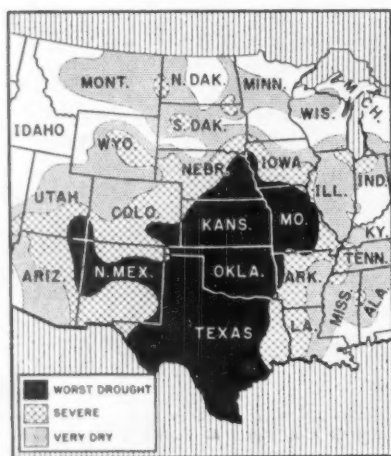 MONT.
N. DAK.
MINN.
U. MICH.
IDAHO
S. DAK.
WIS.
WYO.
NEBR.
IOWA
UTAH
COLO.
ILL.
IND.
KANS.
MO.
KY.
ARIZ.
N. MEX.
OKLA.
ARK.
TENN.
TEXAS
LA.
MISS.
ALA.
WORST DROUGHT
SEVERE
VERY DRY